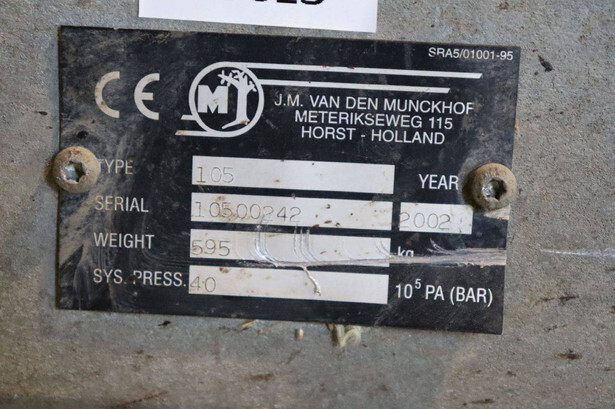 SRA5/01001-95
CE
M
J.M. VAN DEN MUNCKHOF
METERIKSEWEG 115
HORST - HOLLAND
TYPE 105
YEAR
SERIAL 10500242 2002
WEIGHT 595 kg
SYS. PRESS. 40 10⁵ PA (BAR)